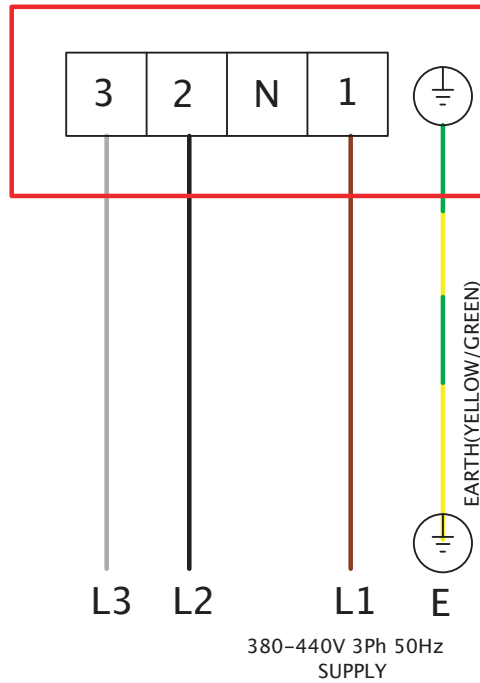 3 2 N 1
EARTH(YELLOW/GREEN)
L3 L2 L1 E
380-440V 3Ph 50Hz
SUPPLY